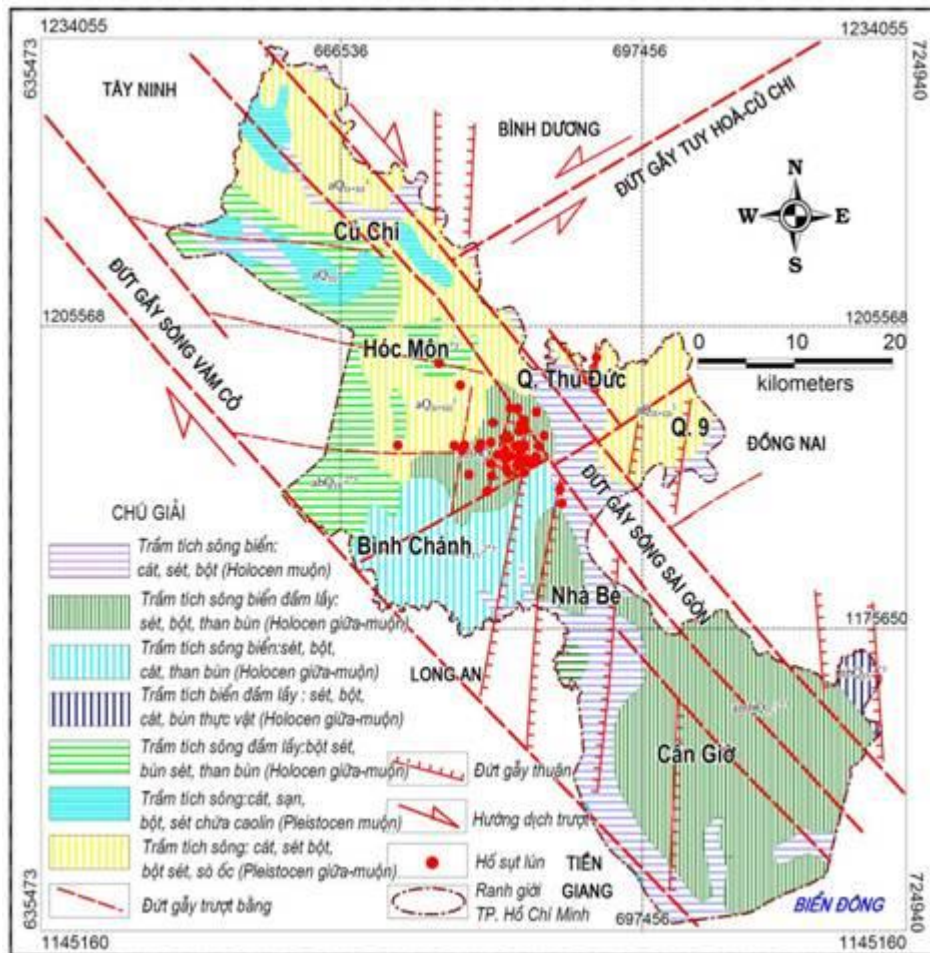 1234055
1234055
666536
697456
635473
724940
TÂY NINH
BÌNH DƯƠNG
ĐỨT GẪY TUY HOÀ-CỦ CHI
N
W
E
S
Củ Chi
ĐỨT GẪY SÔNG VÀM CỎ
1205568
1205568
Hóc Môn
Q. Thủ Đức
0 10 20
kilometers
Q. 9
ĐỒNG NAI
ĐỨT GẪY SÔNG SÀI GÒN
Bình Chánh
Nhà Bè
1175650
LONG AN
Cần Giờ
CHÚ GIẢI
Trầm tích sông biển:
cát, sét, bột (Holocen muộn)
Trầm tích sông biển đầm lầy:
sét, bột, than bùn (Holocen giữa-muộn)
Trầm tích sông biển:sét, bột,
cát, than bùn (Holocen giữa-muộn)
Trầm tích biển đầm lầy : sét, bột,
cát, bùn thực vật (Holocen giữa-muộn)
Trầm tích sông đầm lầy:bột sét,
bùn sét, than bùn (Holocen giữa-muộn)
Trầm tích sông:cát, sạn,
bột, sét chứa caolin (Pleistocen muộn)
Trầm tích sông: cát, sét bột,
bột sét, sò ốc (Pleistocen giữa-muộn)
Đứt gẫy trượt bằng
Đứt gẫy thuận
Hướng dịch trượt
Hố sụt lún
Ranh giới
TP. Hồ Chí Minh
TIỀN
GIANG
BIỂN ĐÔNG
635473
697456
724940
1145160
1145160